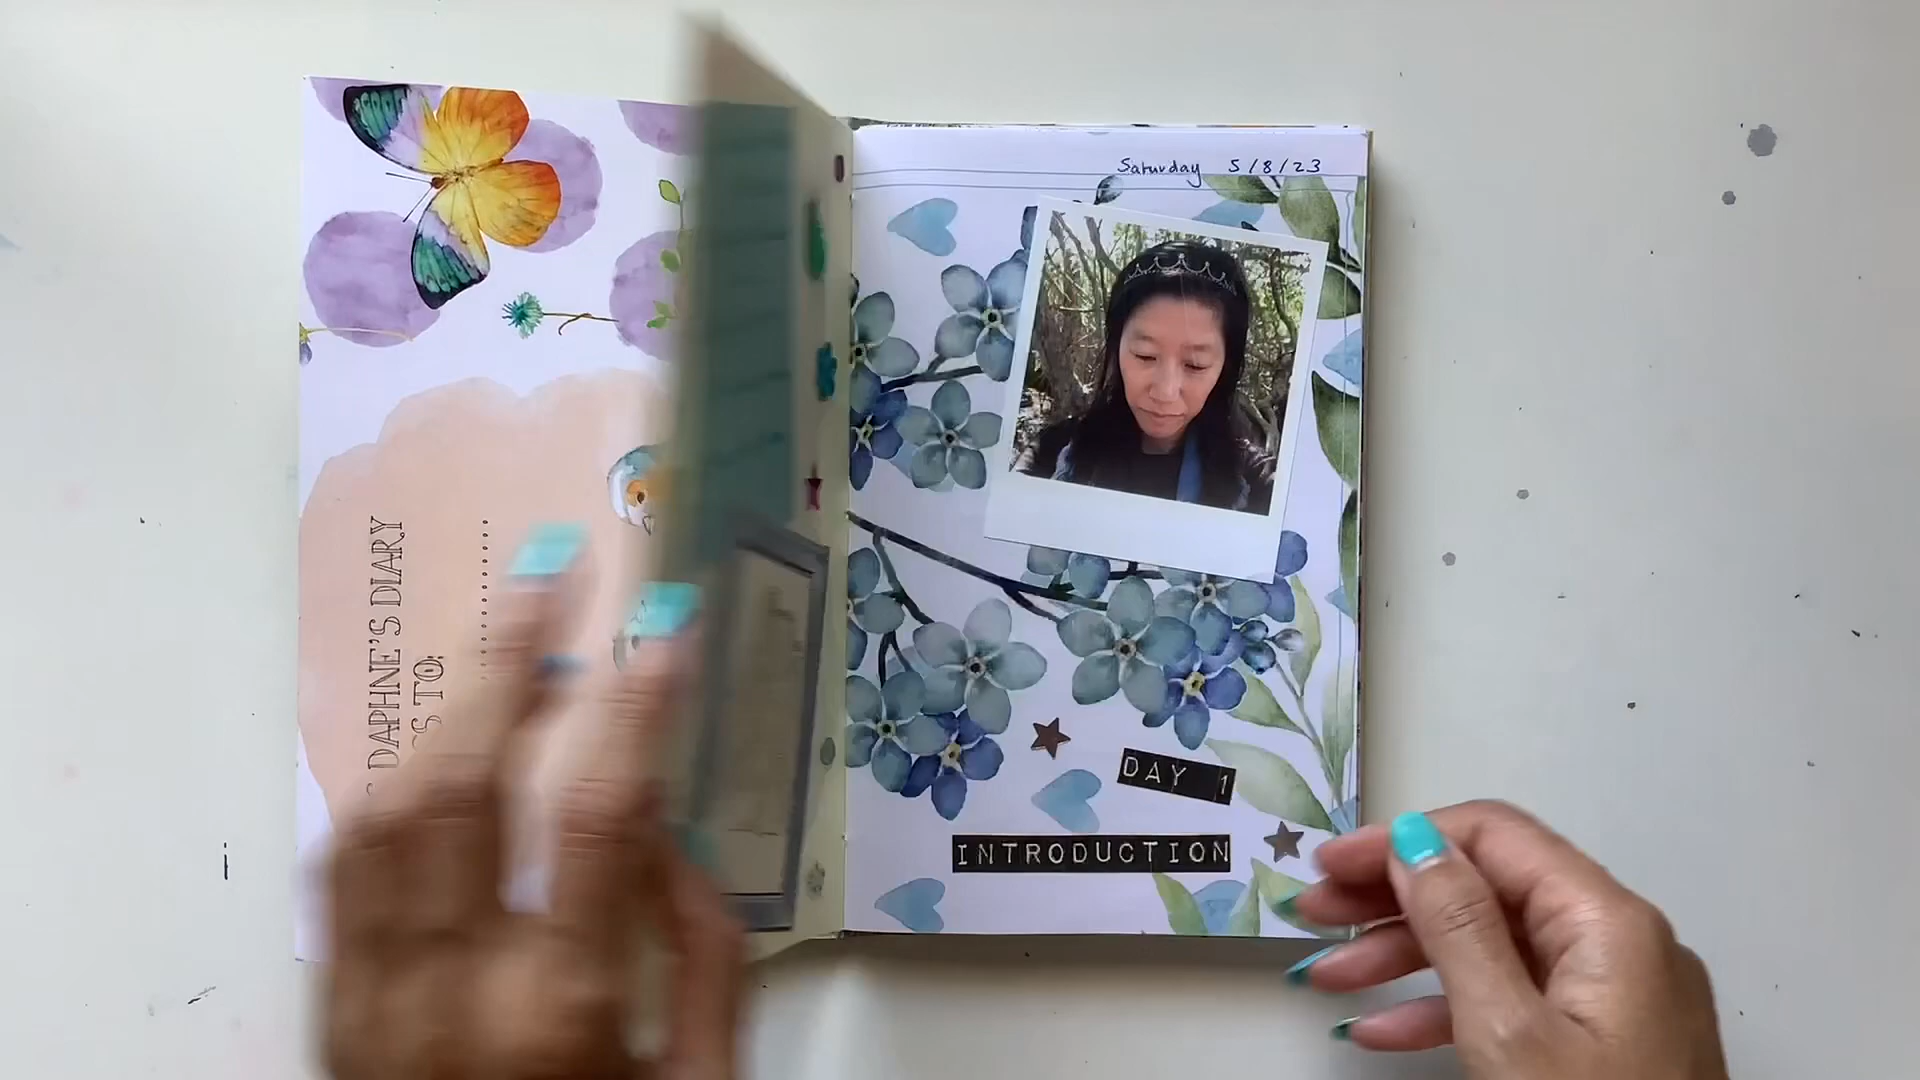 DAPHNE'S DIARY
TO:
Saturday 5/8/23
DAY 1
INTRODUCTION